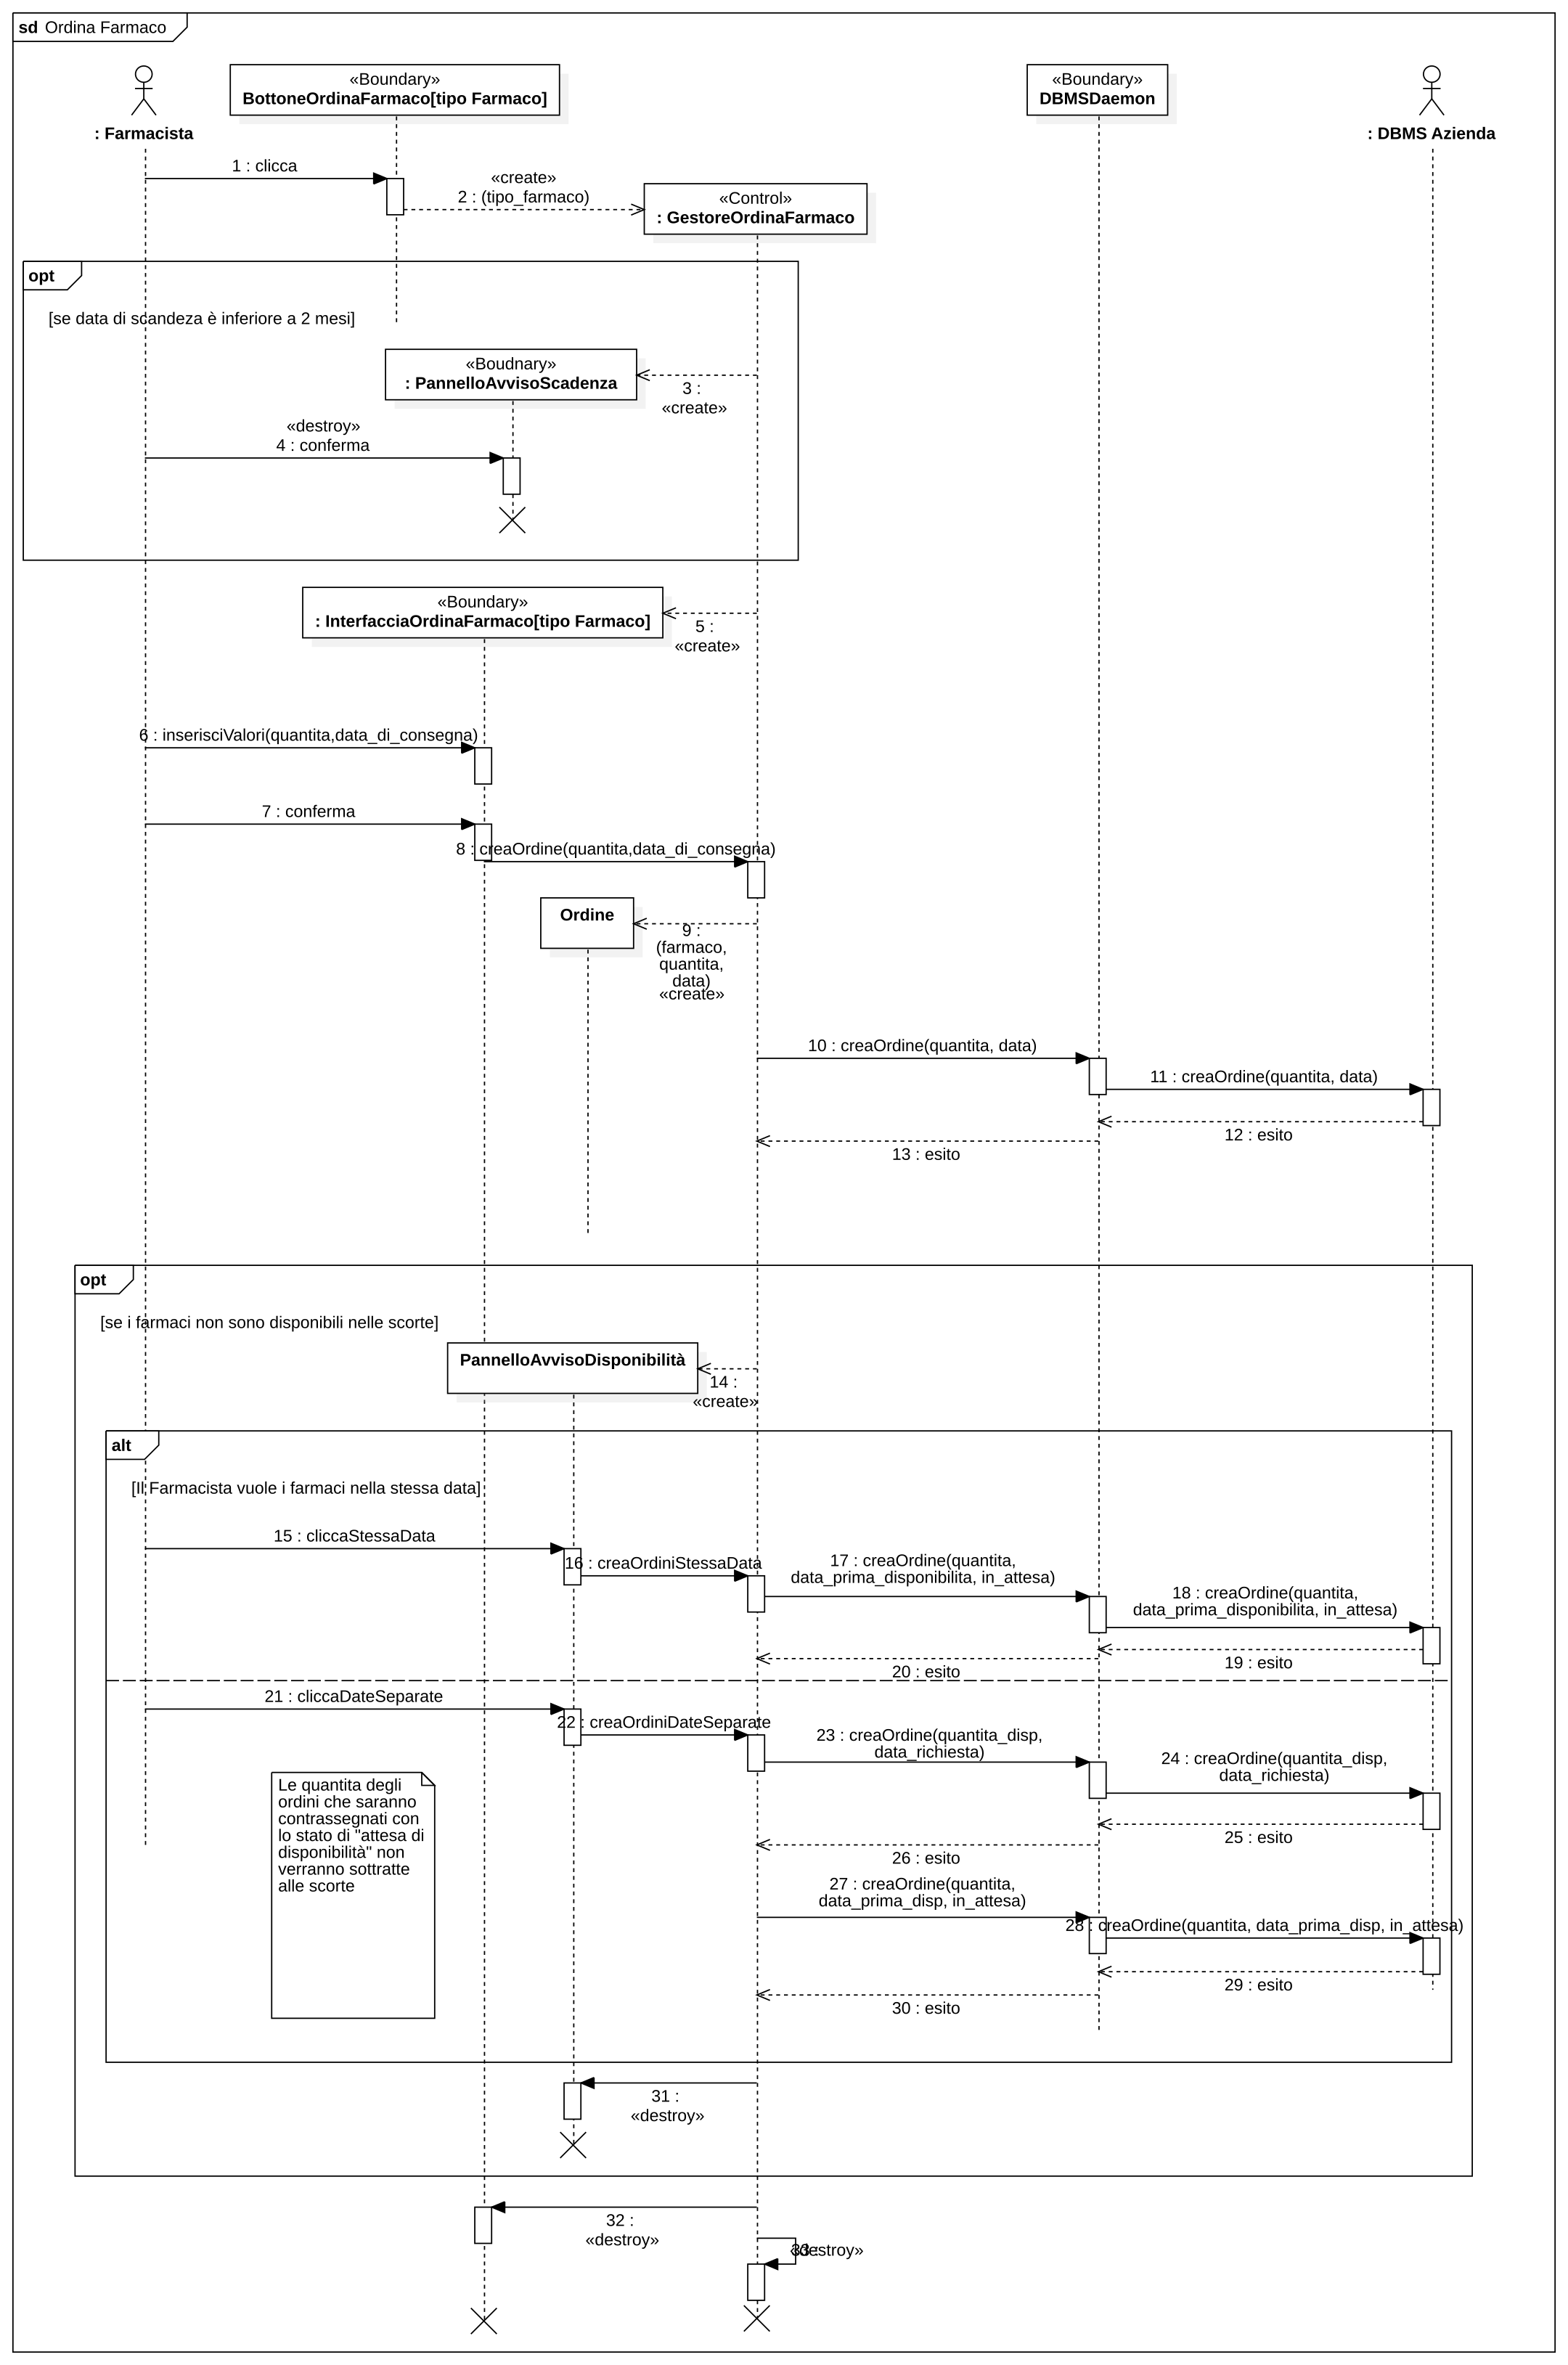 sd Ordina Farmaco
«Boundary»
BottoneOrdinaFarmaco[tipo Farmaco]
«Boundary»
DBMSDaemon
: Farmacista
: DBMS Azienda
1 : clicca
«create»
2 : (tipo_farmaco)
«Control»
: GestoreOrdinaFarmaco
opt
[se data di scandeza è inferiore a 2 mesi]
«Boudnary»
: PannelloAvvisoScadenza
3 :
«create»
«destroy»
4 : conferma
«Boundary»
: InterfacciaOrdinaFarmaco[tipo Farmaco]
5 :
«create»
6 : inserisciValori(quantita,data_di_consegna)
7 : conferma
8 : creaOrdine(quantita,data_di_consegna)
Ordine
9 :
(farmaco,
quantita,
data)
«create»
10 : creaOrdine(quantita, data)
11 : creaOrdine(quantita, data)
12 : esito
13 : esito
opt
[se i farmaci non sono disponibili nelle scorte]
PannelloAvvisoDisponibilità
14 :
«create»
alt
[Il Farmacista vuole i farmaci nella stessa data]
15 : cliccaStessaData
16 : creaOrdiniStessaData
17 : creaOrdine(quantita,
data_prima_disponibilita, in_attesa)
18 : creaOrdine(quantita,
data_prima_disponibilita, in_attesa)
19 : esito
20 : esito
21 : cliccaDateSeparate
22 : creaOrdiniDateSeparate
23 : creaOrdine(quantita_disp,
data_richiesta)
24 : creaOrdine(quantita_disp,
data_richiesta)
Le quantita degli
ordini che saranno
contrassegnati con
lo stato di "attesa di
disponibilità" non
verranno sottratte
alle scorte
25 : esito
26 : esito
27 : creaOrdine(quantita,
data_prima_disp, in_attesa)
28 : creaOrdine(quantita, data_prima_disp, in_attesa)
29 : esito
30 : esito
31 :
«destroy»
32 :
«destroy»
33 :
«destroy»